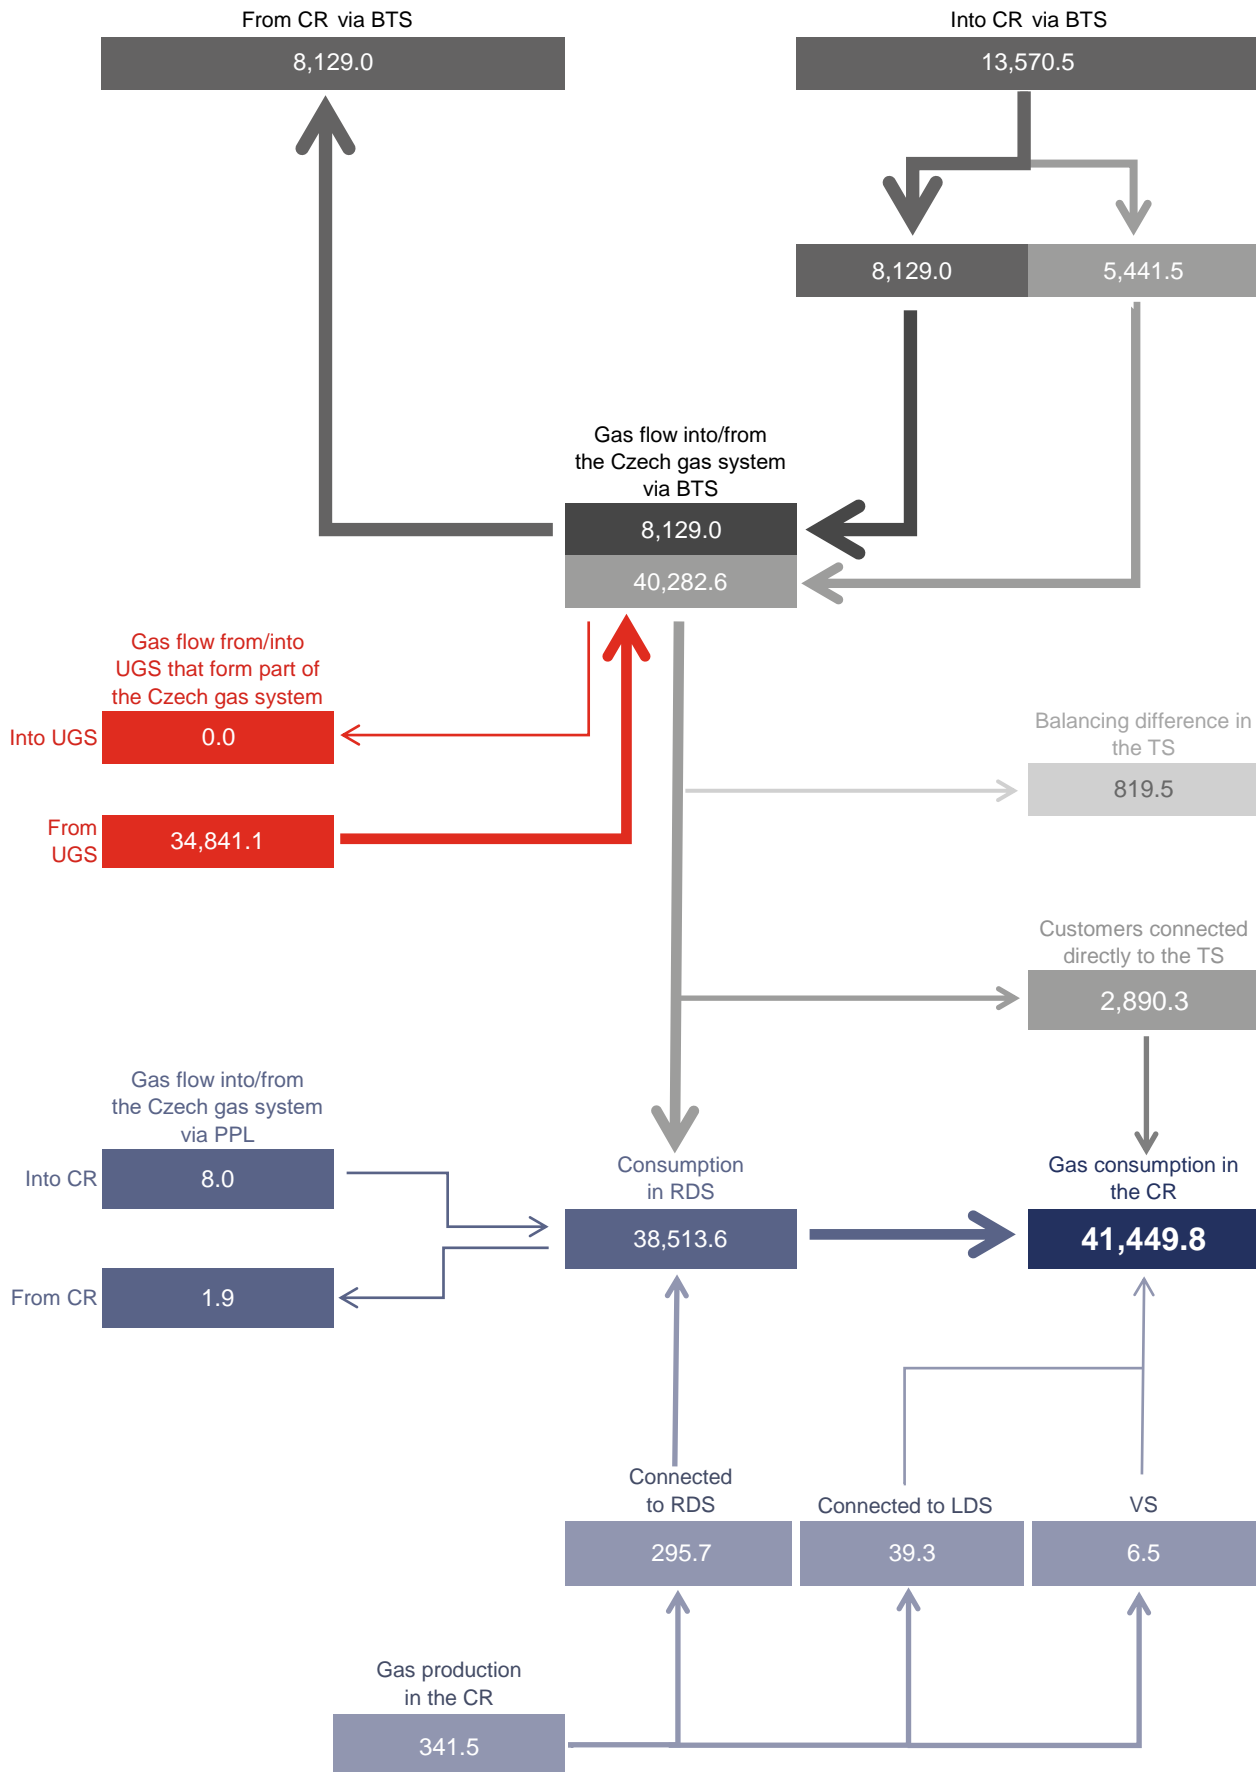 From CR via BTS
8,129.0
Into CR via BTS
13,570.5
8,129.0
5,441.5
Gas flow into/from
the Czech gas system
via BTS
8,129.0
40,282.6
Gas flow from/into
UGS that form part of
the Czech gas system
Into UGS
0.0
From
UGS
34,841.1
Balancing difference in
the TS
819.5
Customers connected
directly to the TS
2,890.3
Gas flow into/from
the Czech gas system
via PPL
Into CR
8.0
From CR
1.9
Consumption
in RDS
38,513.6
Gas consumption in
the CR
41,449.8
Connected
to RDS
295.7
Connected to LDS
39.3
VS
6.5
Gas production
in the CR
341.5